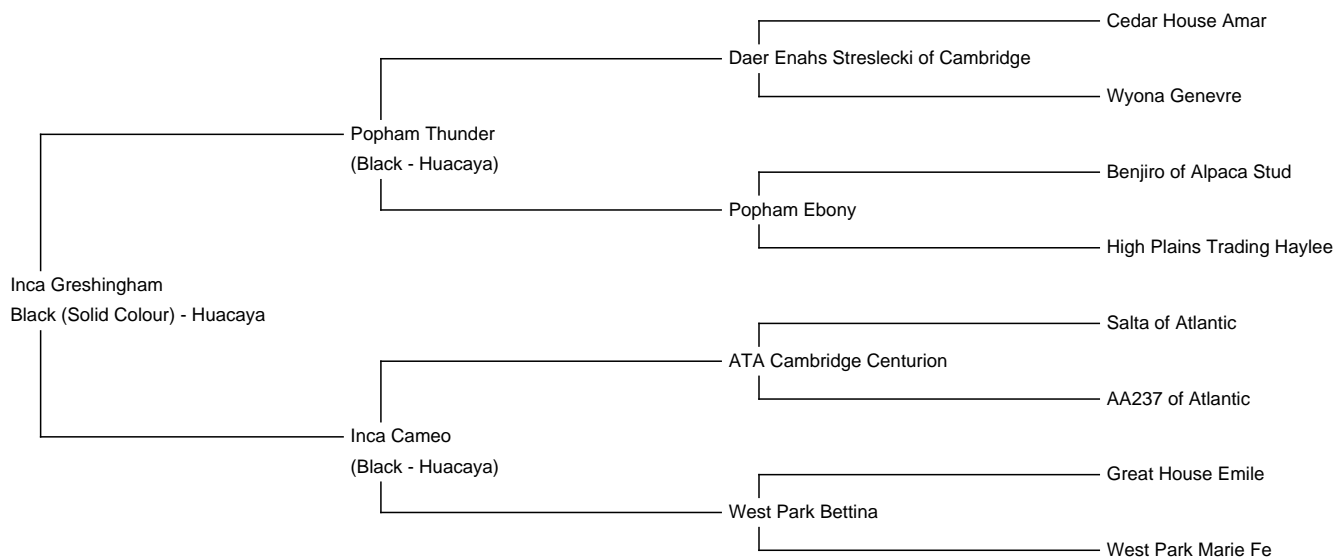 Cedar House Amar
Daer Enahs Streslecki of Cambridge
Wyona Genevre
Popham Thunder
(Black - Huacaya)
Benjiro of Alpaca Stud
Popham Ebony
High Plains Trading Haylee
Inca Greshingham
Black (Solid Colour) - Huacaya
Salta of Atlantic
ATA Cambridge Centurion
AA237 of Atlantic
Inca Cameo
(Black - Huacaya)
Great House Emile
West Park Bettina
West Park Marie Fe